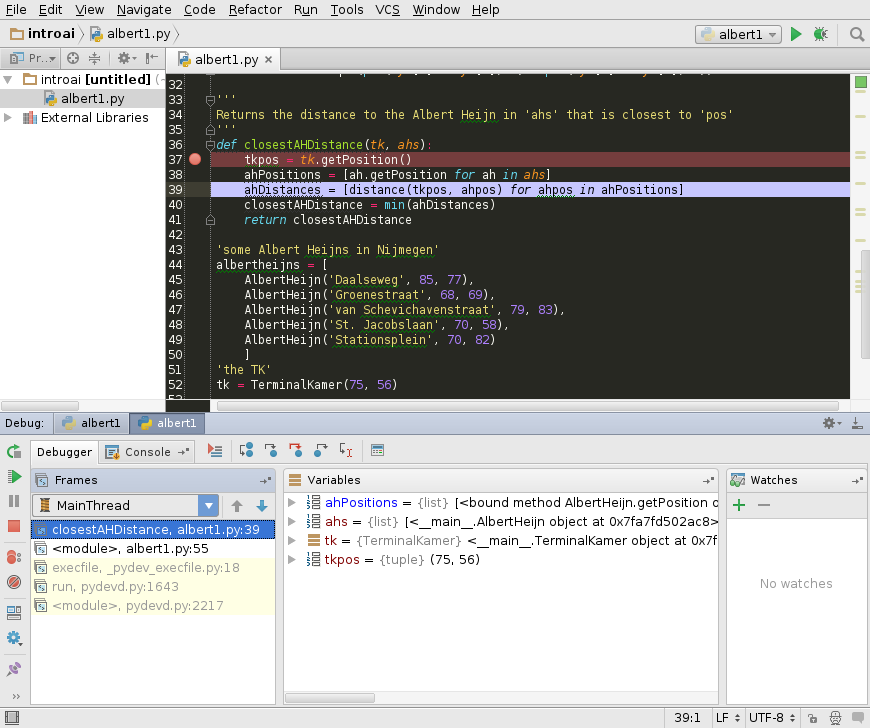 File Edit View Navigate Code Refactor Run Tools VCS Window Help
introai albert1.py albert1
Pr... albert1.py
introai [untitled] (
albert1.py
External Libraries
32
33 '''
34 Returns the distance to the Albert Heijn in 'ahs' that is closest to 'pos'
35 '''
36 def closestAHDistance(tk, ahs):
37 tkpos = tk.getPosition()
38 ahPositions = [ah.getPosition for ah in ahs]
39 ahDistances = [distance(tkpos, ahpos) for ahpos in ahPositions]
40 closestAHDistance = min(ahDistances)
41 return closestAHDistance
42
43 'some Albert Heijns in Nijmegen'
44 albertheijns = [
45 AlbertHeijn('Daalseweg', 85, 77),
46 AlbertHeijn('Groenestraat', 68, 69),
47 AlbertHeijn('van Schevichavenstraat', 79, 83),
48 AlbertHeijn('St. Jacobslaan', 70, 58),
49 AlbertHeijn('Stationsplein', 70, 82)
50 ]
51 'the TK'
52 tk = TerminalKamer(75, 56)
Debug: albert1 albert1
Debugger Console
Frames
MainThread
closestAHDistance, albert1.py:39
<module>, albert1.py:55
execfile, _pydev_execfile.py:18
run, pydevd.py:1643
<module>, pydevd.py:2217
Variables
ahPositions = {list} [<bound method AlbertHeijn.getPosition o
ahs = {list} [<__main__.AlbertHeijn object at 0x7fa7fd502ac8>
tk = {TerminalKamer} <__main__.TerminalKamer object at 0x7f
tkpos = {tuple} (75, 56)
Watches
No watches
39:1 LF UTF-8